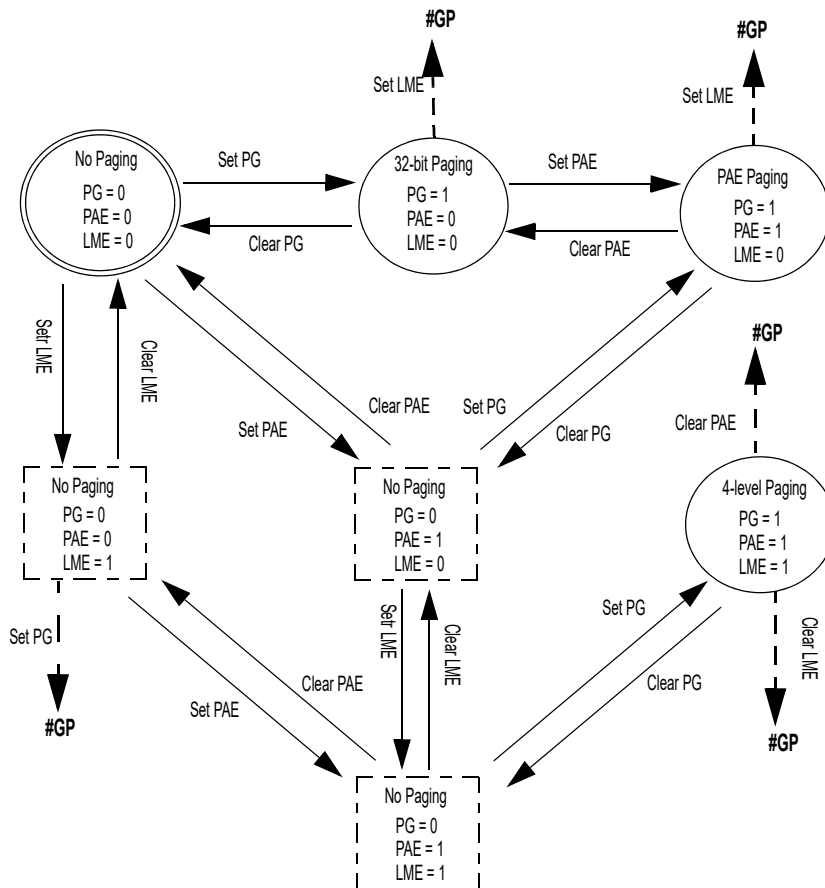 #GP
#GP
Set LME
Set LME
No Paging
PG = 0
PAE = 0
LME = 0
Set PG
32-bit Paging
PG = 1
PAE = 0
LME = 0
Set PAE
PAE Paging
PG = 1
PAE = 1
LME = 0
Clear PG
Clear PAE
Setr LME
Clear LME
Set PAE
Clear PAE
Set PG
Clear PG
#GP
Clear PAE
No Paging
PG = 0
PAE = 0
LME = 1
No Paging
PG = 0
PAE = 1
LME = 0
4-level Paging
PG = 1
PAE = 1
LME = 1
Set PG
#GP
Set PAE
Clear PAE
Setr LME
Clear LME
Set PG
Clear PG
Clear LME
#GP
No Paging
PG = 0
PAE = 1
LME = 1